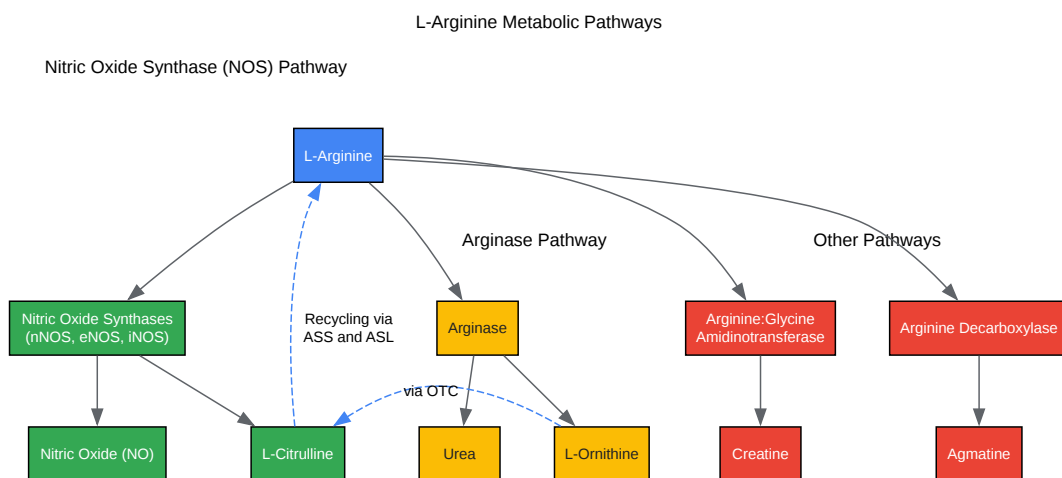 L-Arginine Metabolic Pathways
Nitric Oxide Synthase (NOS) Pathway
L-Arginine
Arginase Pathway
Other Pathways
Nitric Oxide Synthases
(nNOS, eNOS, iNOS)
Recycling via
ASS and ASL
Arginase
Arginine:Glycine
Amidinotransferase
Arginine Decarboxylase
via OTC
Nitric Oxide (NO)
L-Citrulline
Urea
L-Ornithine
Creatine
Agmatine